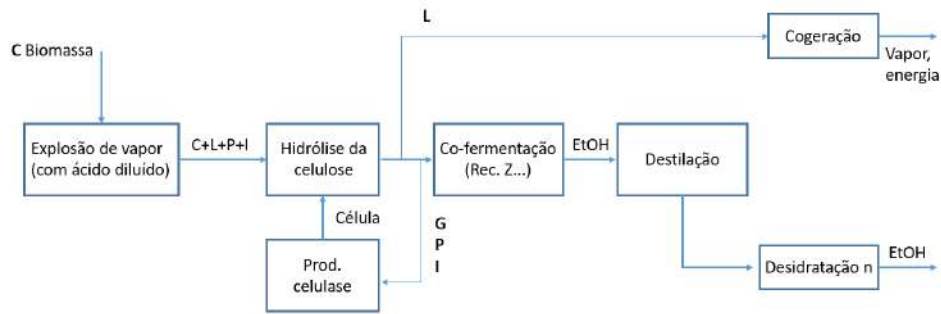 L
C Biomassa
Cogeração
Vapor,
energia
Explosão de vapor
(com ácido diluído)
C+L+P+I
Hidrólise da
celulose
Co-fermentação
(Rec. Z...)
EtOH
Destilação
Célula
G
P
I
Prod.
celulase
Desidratação n
EtOH